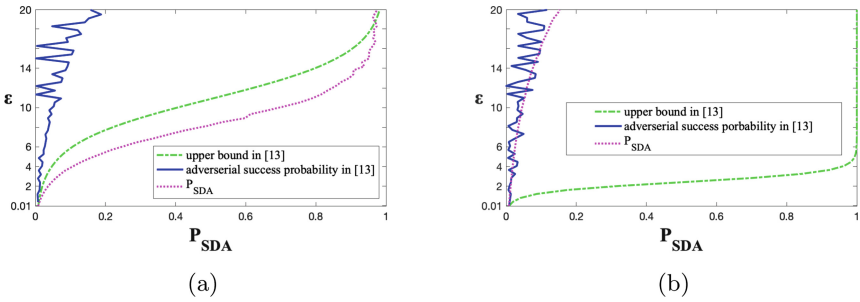 20
14
ε
10
6
4
2
0.01
0
0.2
0.4
0.6
0.8
1
upper bound in [13]
adverserial success probability in [13]
P_SDA
P_SDA
(a)
20
14
ε
10
6
4
2
0.01
0
0.2
0.4
0.6
0.8
1
upper bound in [13]
adverserial success porbability in [13]
P_SDA
P_SDA
(b)